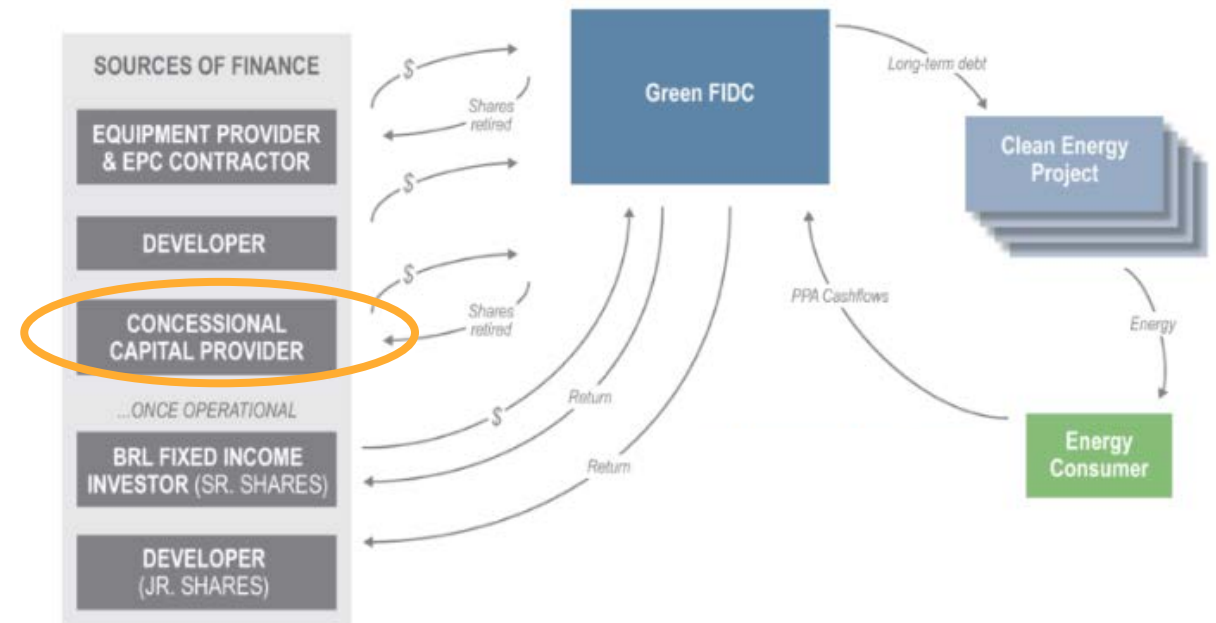 SOURCES OF FINANCE
EQUIPMENT PROVIDER
& EPC CONTRACTOR
DEVELOPER
CONCESSIONAL
CAPITAL PROVIDER
...ONCE OPERATIONAL
BRL FIXED INCOME
INVESTOR (SR. SHARES)
DEVELOPER
(JR. SHARES)
$
Shares
retired
$
$
Shares
retired
$
Return
Return
Green FIDC
Long-term debt
Clean Energy
Project
PPA Cashflows
Energy
Energy
Consumer